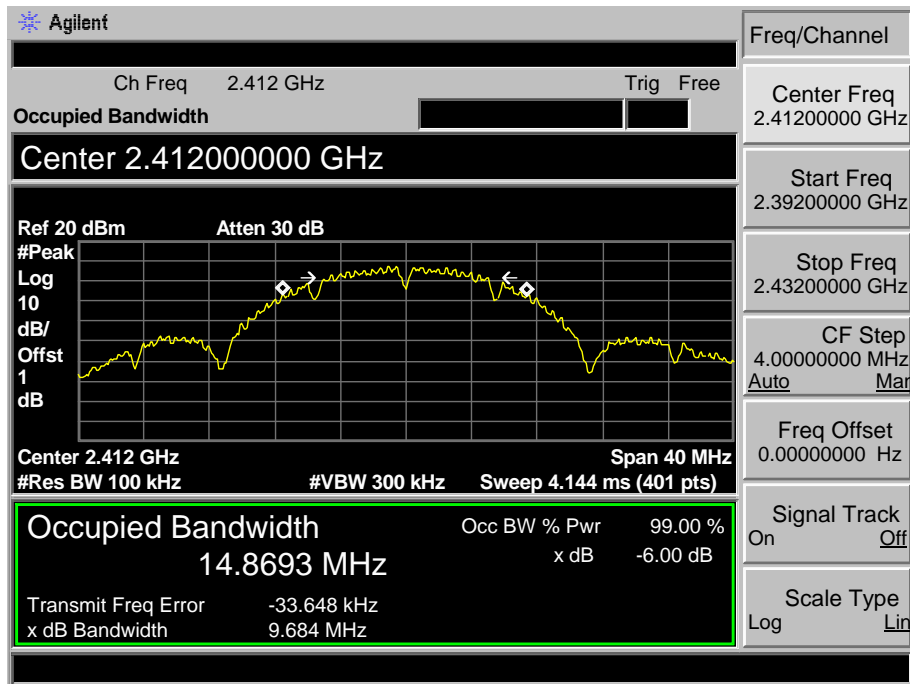 Agilent
Freq/Channel
Ch Freq 2.412 GHz Trig Free
Occupied Bandwidth
Center 2.412000000 GHz
Ref 20 dBm Atten 30 dB
#Peak
Log
10
dB/
Offst
1
dB
Center 2.412 GHz Span 40 MHz
#Res BW 100 kHz #VBW 300 kHz Sweep 4.144 ms (401 pts)
Occupied Bandwidth
14.8693 MHz
Occ BW % Pwr 99.00 %
x dB -6.00 dB
Transmit Freq Error -33.648 kHz
x dB Bandwidth 9.684 MHz
Center Freq
2.41200000 GHz
Start Freq
2.39200000 GHz
Stop Freq
2.43200000 GHz
CF Step
4.00000000 MHz
Auto Mar
Freq Offset
0.00000000 Hz
Signal Track
On Off
Scale Type
Log Lin